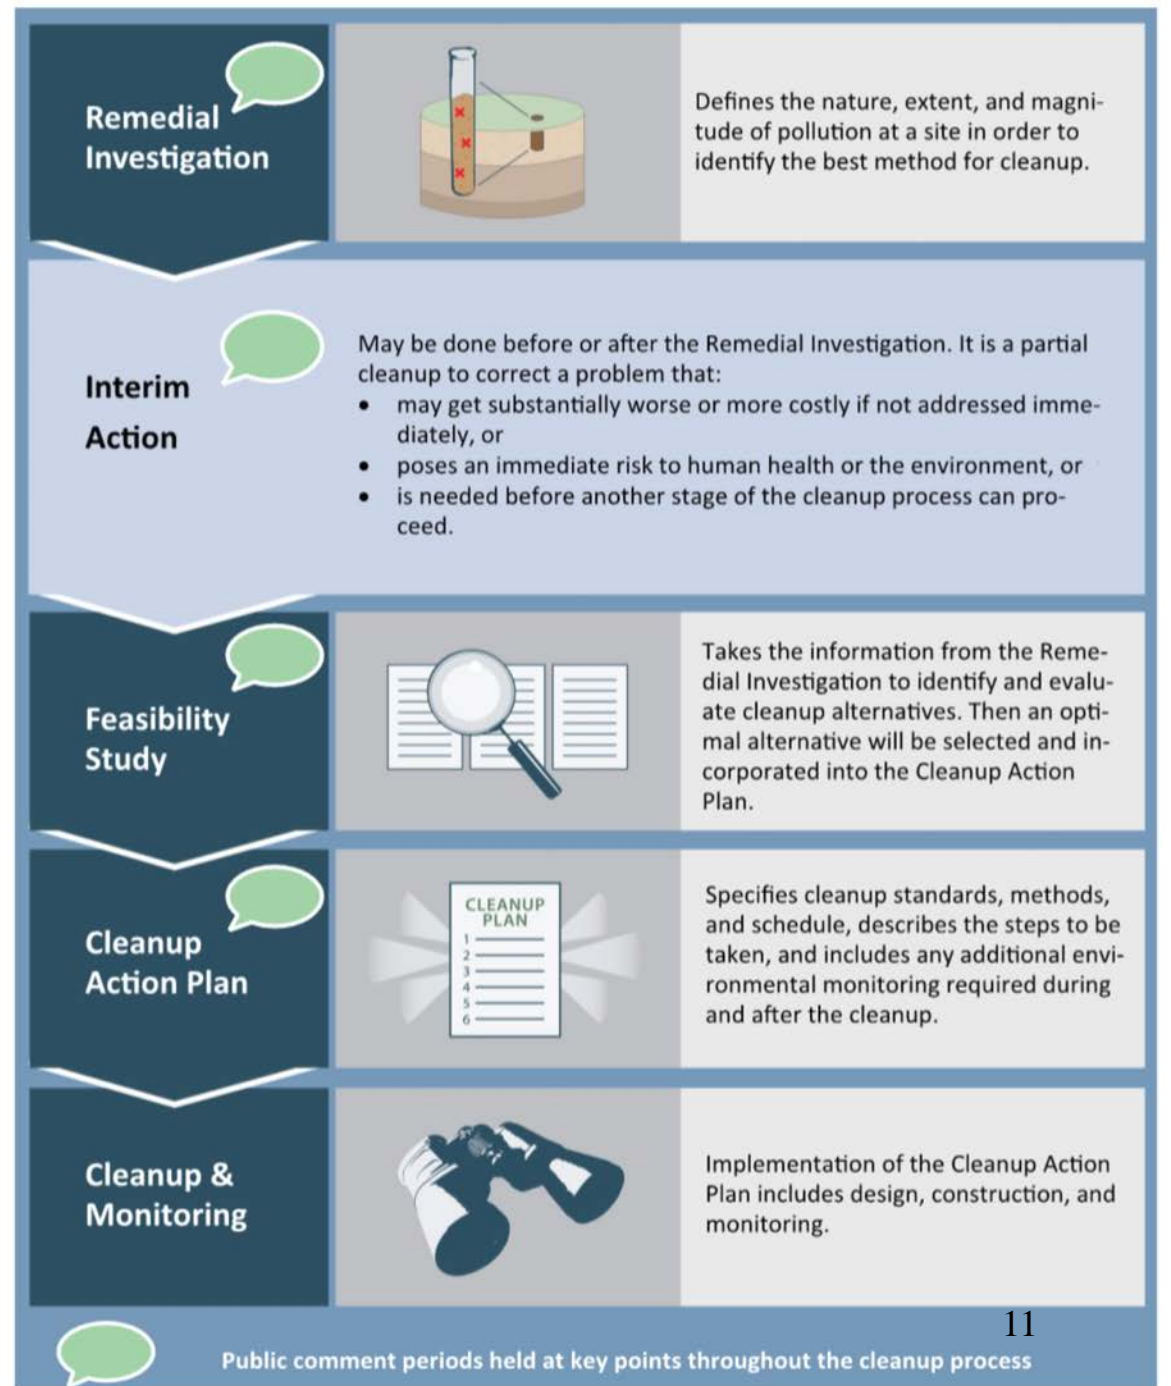 Remedial
Investigation
Defines the nature, extent, and magni-
tude of pollution at a site in order to
identify the best method for cleanup.
Interim
Action
May be done before or after the Remedial Investigation. It is a partial
cleanup to correct a problem that:
• may get substantially worse or more costly if not addressed imme-
diately, or
• poses an immediate risk to human health or the environment, or
• is needed before another stage of the cleanup process can pro-
ceed.
Feasibility
Study
Takes the information from the Reme-
dial Investigation to identify and evalu-
ate cleanup alternatives. Then an opti-
mal alternative will be selected and in-
corporated into the Cleanup Action
Plan.
Cleanup
Action Plan
CLEANUP
PLAN
1
2
3
4
5
6
Specifies cleanup standards, methods,
and schedule, describes the steps to be
taken, and includes any additional envi-
ronmental monitoring required during
and after the cleanup.
Cleanup &
Monitoring
Implementation of the Cleanup Action
Plan includes design, construction, and
monitoring.
11
Public comment periods held at key points throughout the cleanup process